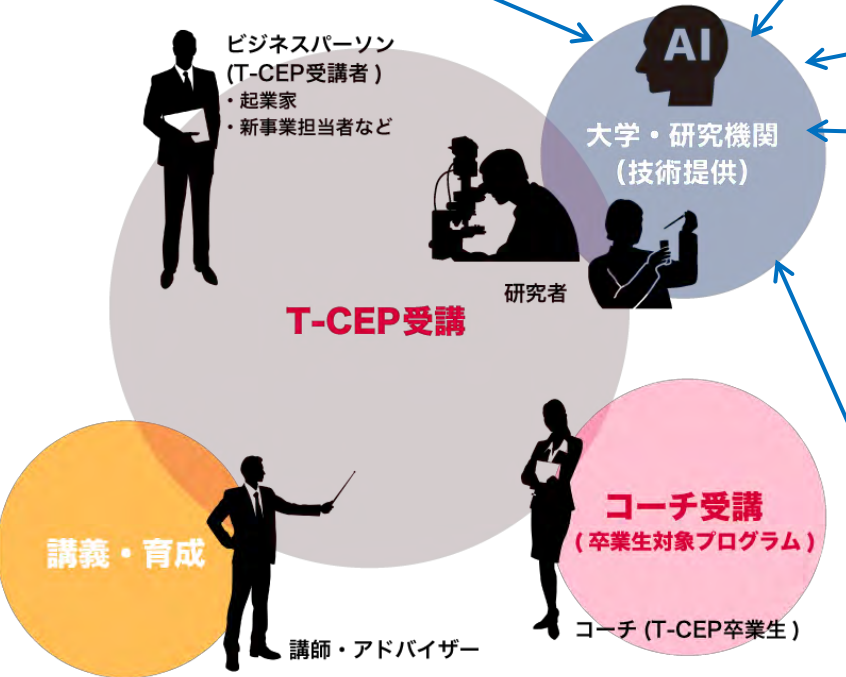 ビジネスパーソン
(T-CEP受講者 )
・起業家
・新事業担当者など
AI
大学・研究機関
（技術提供）
研究者
T-CEP受講
コーチ受講
( 卒業生対象プログラム )
講義・育成
コーチ (T-CEP卒業生 )
講師・アドバイザー